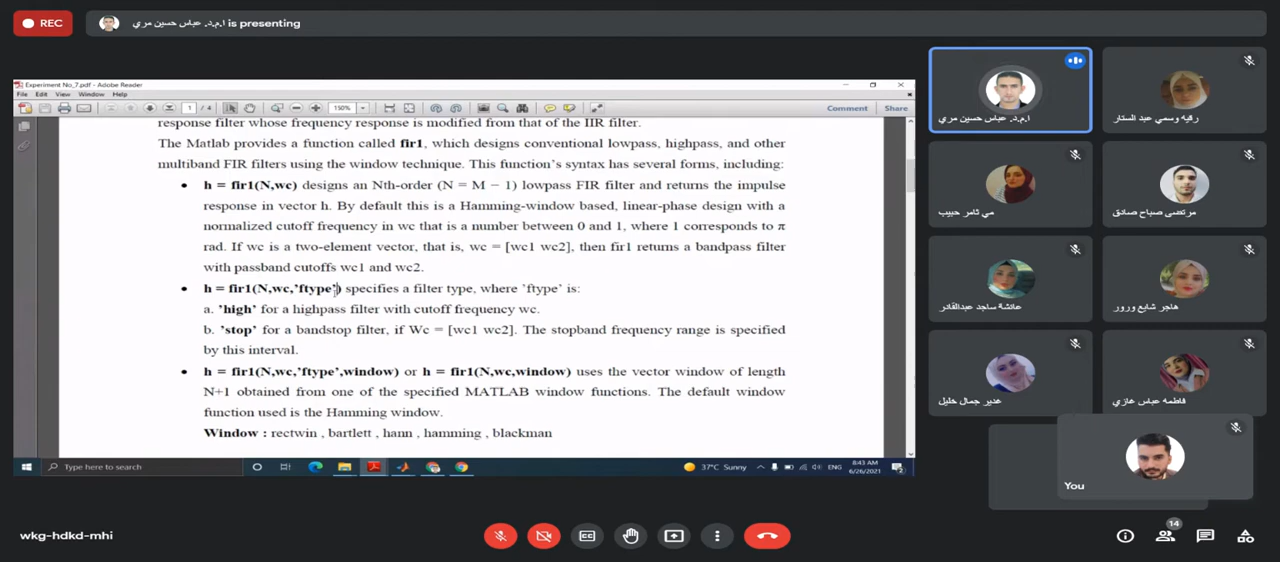 REC
ا.م.د. عباس حسين مري is presenting
Experiment No_7.pdf - Adobe Reader
File Edit View Window Help
1 / 4 150% Comment Share
response filter whose frequency response is modified from that of the IIR filter.
The Matlab provides a function called fir1, which designs conventional lowpass, highpass, and other
multiband FIR filters using the window technique. This function's syntax has several forms, including:
• h = fir1(N,wc) designs an Nth-order (N = M − 1) lowpass FIR filter and returns the impulse
response in vector h. By default this is a Hamming-window based, linear-phase design with a
normalized cutoff frequency in wc that is a number between 0 and 1, where 1 corresponds to π
rad. If wc is a two-element vector, that is, wc = [wc1 wc2], then fir1 returns a bandpass filter
with passband cutoffs wc1 and wc2.
• h = fir1(N,wc,'ftype') specifies a filter type, where 'ftype' is:
a. 'high' for a highpass filter with cutoff frequency wc.
b. 'stop' for a bandstop filter, if Wc = [wc1 wc2]. The stopband frequency range is specified
by this interval.
• h = fir1(N,wc,'ftype',window) or h = fir1(N,wc,window) uses the vector window of length
N+1 obtained from one of the specified MATLAB window functions. The default window
function used is the Hamming window.
Window : rectwin , bartlett , hann , hamming , blackman
Type here to search
37°C Sunny
ENG
8:43 AM
6/26/2021
2
ا.م.د. عباس حسين مري
رقيه وسمي عبد الستار
مي ثامر حبيب
مرتضى صباح صادق
عائشة ساجد عبدالقادر
هاجر شايع ورور
غدير جمال خليل
فاطمه عباس غازي
You
wkg-hdkd-mhi
14